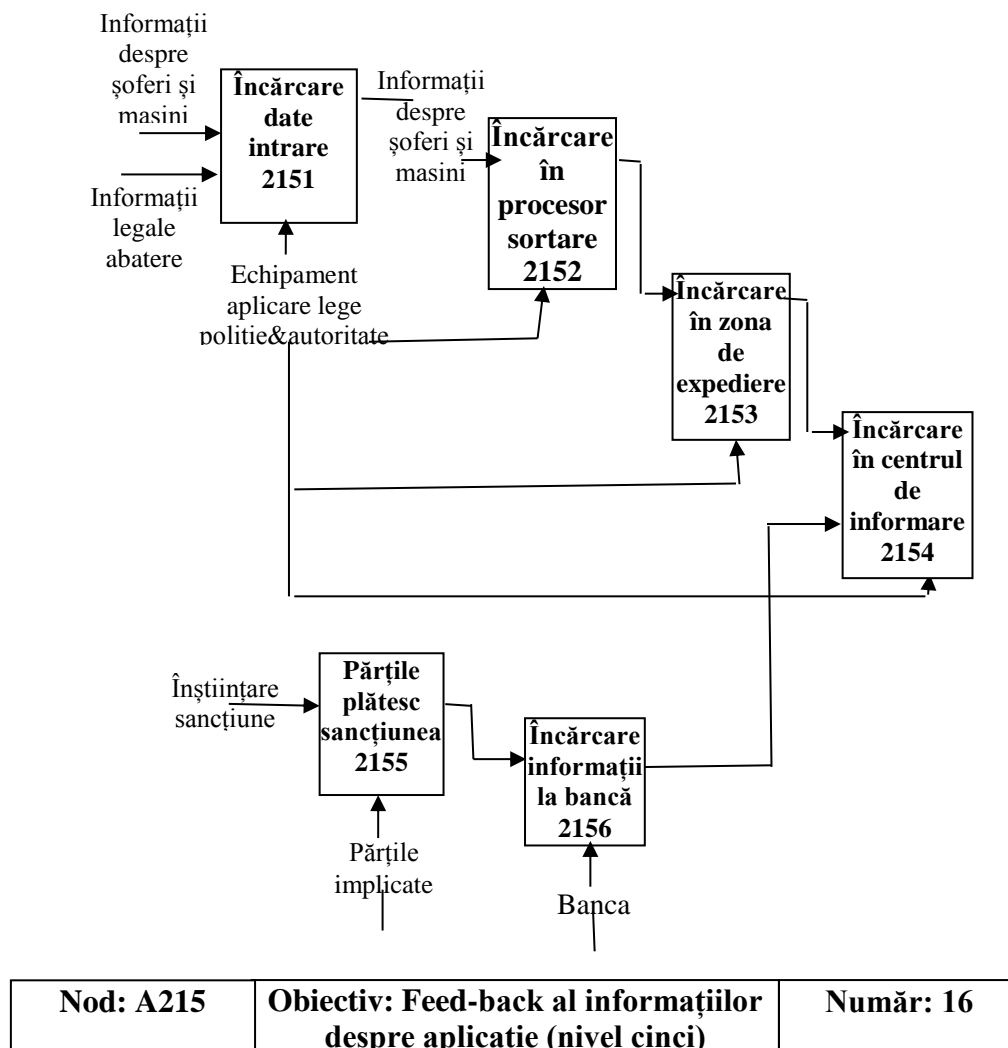 Informații
despre
șoferi și
masini
Încărcare
date
intrare
2151
Informații
despre
șoferi și
masini
Încărcare
în
procesor
sortare
2152
Informații
legale
abatere
Echipament
aplicare lege
politie&autoritate
Încărcare
în zona
de
expediere
2153
Încărcare
în centrul
de
informare
2154
Înștiințare
sancțiune
Părțile
plătesc
sancțiunea
2155
Încărcare
informații
la bancă
2156
Părțile
implicate
Banca
Nod: A215
Obiectiv: Feed-back al informațiilor
despre aplicatie (nivel cinci)
Număr: 16